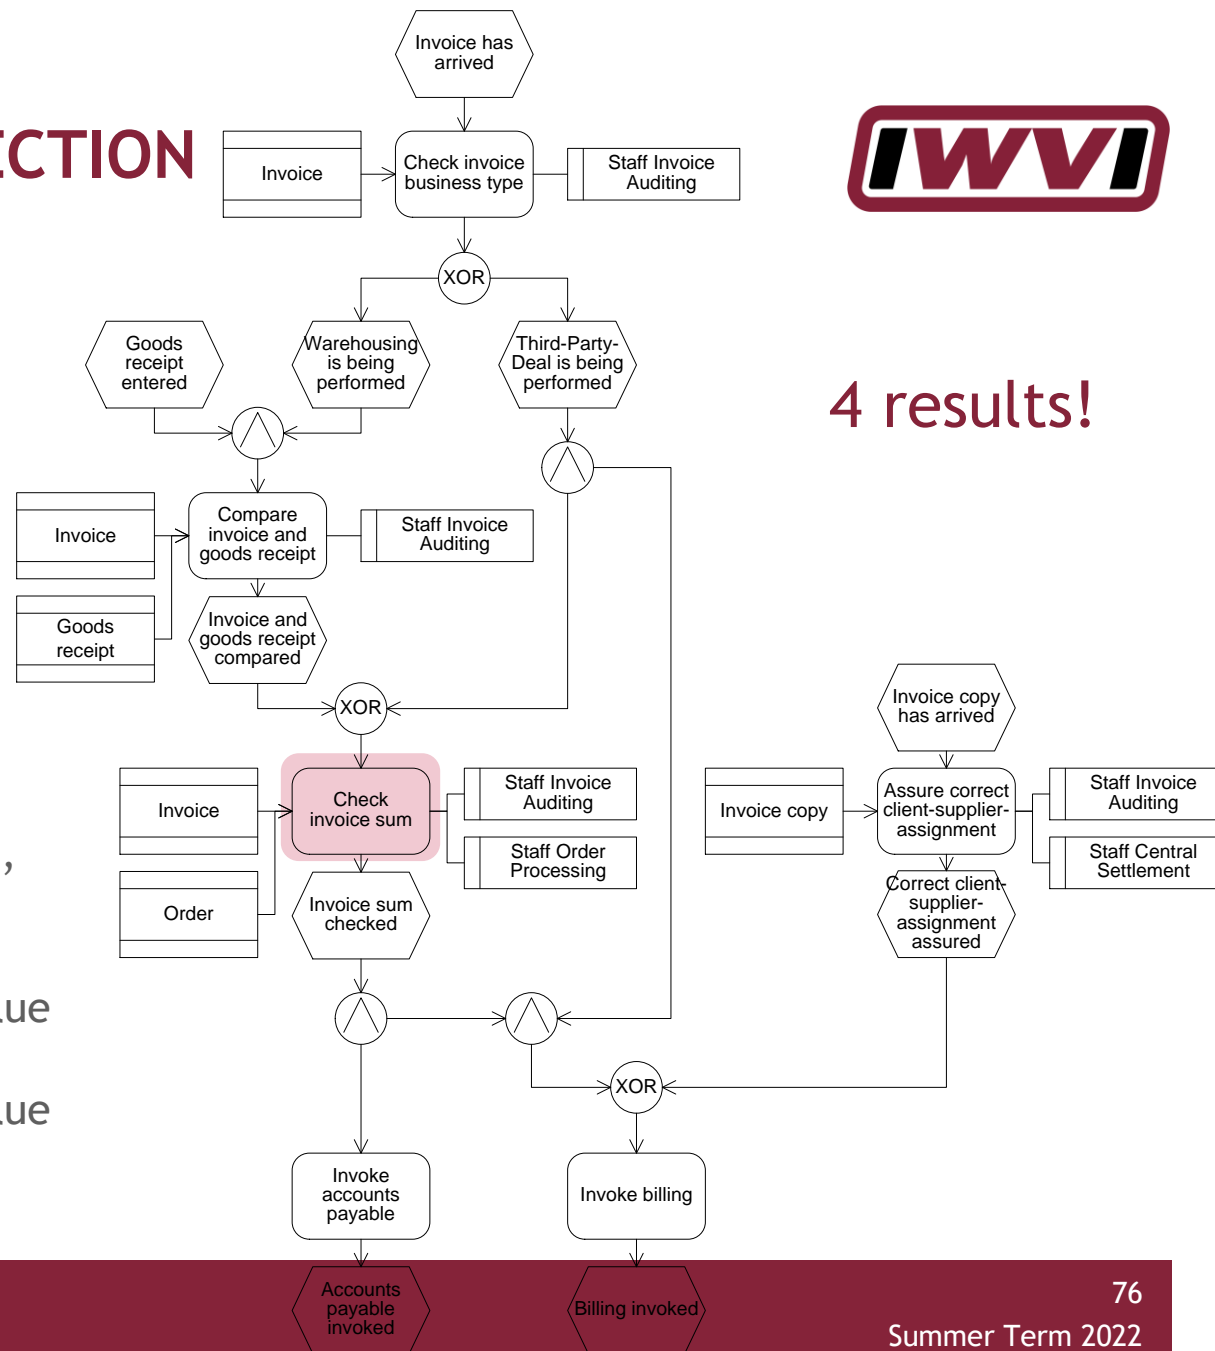 Invoice has
arrived
ECTION
Invoice
Check invoice
business type
Staff Invoice
Auditing
IWVI
XOR
Goods
receipt
entered
Warehousing
is being
performed
Third-Party-
Deal is being
performed
4 results!
Invoice
Compare
invoice and
goods receipt
Staff Invoice
Auditing
Goods
receipt
Invoice and
goods receipt
compared
XOR
Invoice copy
has arrived
Invoice
Check
invoice sum
Staff Invoice
Auditing
Invoice copy
Assure correct
client-supplier-
assignment
Staff Invoice
Auditing
Staff Order
Processing
Staff Central
Settlement
,
Order
Invoice sum
checked
Correct client-
supplier-
assignment
assured
lue
XOR
lue
Invoke
accounts
payable
Invoke billing
Accounts
payable
invoked
Billing invoked
76
Summer Term 2022